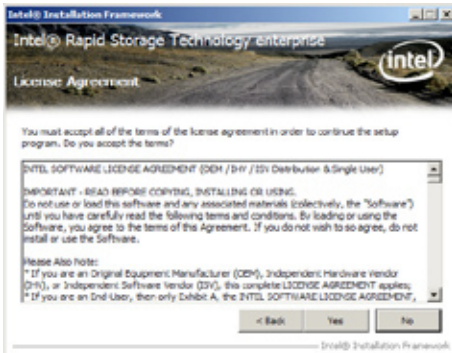 Intel® Installation Framework
Intel® Rapid Storage Technology enterprise
intel
License Agreement
You must accept all of the terms of the license agreement in order to continue the setup
program. Do you accept the terms?
INTEL SOFTWARE LICENSE AGREEMENT (OEM / IHV / ISV Distribution & Single User)
IMPORTANT - READ BEFORE COPYING, INSTALLING OR USING.
Do not use or load this software and any associated materials (collectively, the "Software")
until you have carefully read the following terms and conditions. By loading or using the
Software, you agree to the terms of this Agreement. If you do not wish to so agree, do not
install or use the Software.
Please Also Note:
* If you are an Original Equipment Manufacturer (OEM), Independent Hardware Vendor
(IHV), or Independent Software Vendor (ISV), this complete LICENSE AGREEMENT applies;
* If you are an End-User, then only Exhibit A, the INTEL SOFTWARE LICENSE AGREEMENT,
< Back Yes No
Intel® Installation Framework